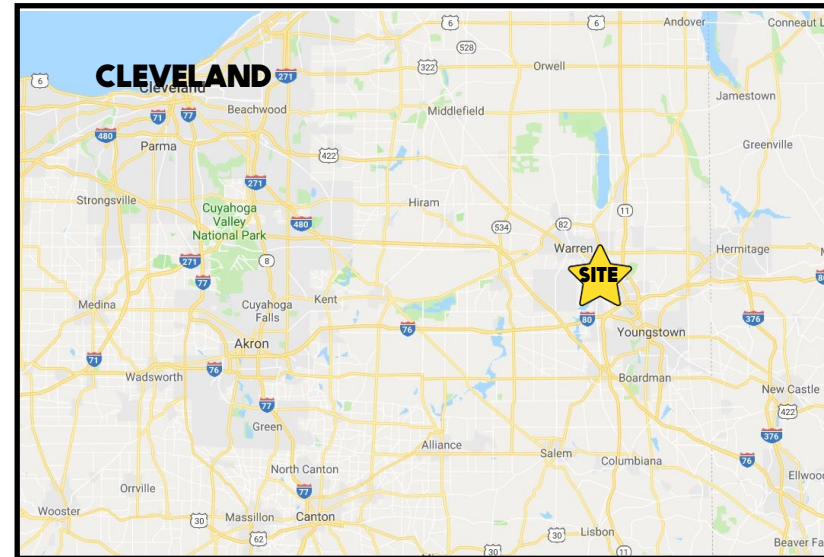 6
6
Andover
Conneaut L
528
CLEVELAND
271
322
Orwell
6
Cleveland
Jamestown
Beachwood
Middlefield
71
77
480
Parma
Greenville
422
271
Strongsville
Cuyahoga
Valley
National Park
Hiram
480
534
82
11
Warren
Hermitage
271
8
SITE
77
80
Medina
Cuyahoga
Falls
Kent
76
80
376
Akron
Youngstown
71
76
Wadsworth
Boardman
New Castle
77
422
Green
376
Alliance
Salem
Columbiana
76
North Canton
Ellwoo
Orrville
77
Wooster
30
Massillon
Canton
30
Lisbon
62
Beaver Fa
30
11